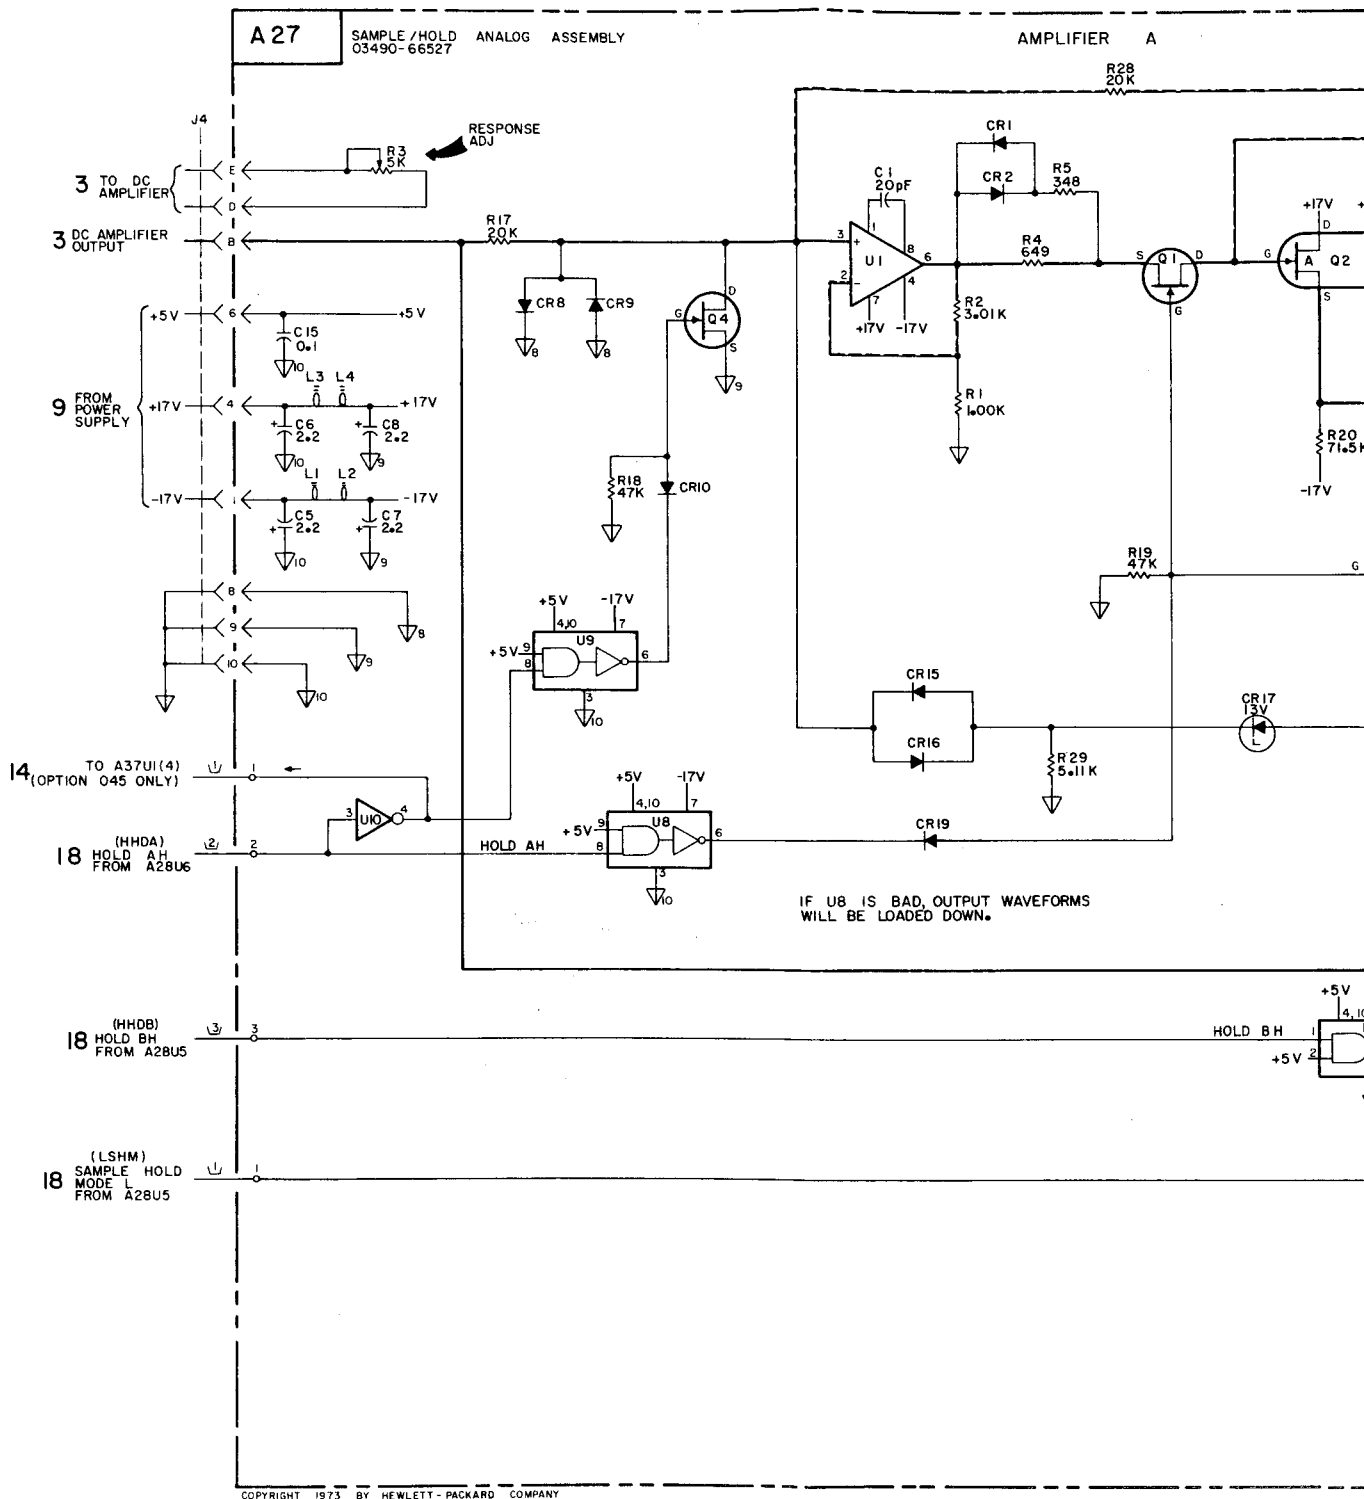 A27
SAMPLE/HOLD ANALOG ASSEMBLY
03490-66527
AMPLIFIER A
R28
20K
J4
RESPONSE
ADJ
R3
5K
E
3 TO DC
AMPLIFIER
D
3 DC AMPLIFIER
OUTPUT
B
R17
20K
CR8
CR9
8
8
G
D
Q4
S
9
C1
20pF
3
+
1
U1
8
6
2
-
7
4
+17V
-17V
CR1
CR2
R5
348
R4
649
R2
3.01K
R1
1.00K
S
Q1
D
G
+17V
D
G
A
Q2
S
R20
71.5K
-17V
+5V
6
+5V
C15
0.1
10
L3
L4
9 FROM
POWER
SUPPLY
+17V
4
+17V
+
C6
2.2
+
C8
2.2
10
9
L1
L2
-17V
1
-17V
+
C5
2.2
+
C7
2.2
10
9
R18
47K
CR10
R19
47K
G
8
8
9
9
10
10
+5V
-17V
4,10
7
U9
+5V
9
8
6
3
10
CR15
CR16
CR17
13V
L
R29
5.11K
14 TO A37U1(4)
(OPTION 045 ONLY)
1
1
3
U10
4
18 (HHDA)
HOLD AH
FROM A28U6
2
2
HOLD AH
+5V
-17V
4,10
7
U8
+5V
9
8
6
3
10
CR19
IF U8 IS BAD, OUTPUT WAVEFORMS
WILL BE LOADED DOWN.
18 (HHDB)
HOLD BH
FROM A28U5
3
3
HOLD BH
+5V
4,10
1
+5V
2
18 (LSHM)
SAMPLE HOLD
MODE L
FROM A28U5
1
1
COPYRIGHT 1973 BY HEWLETT-PACKARD COMPANY